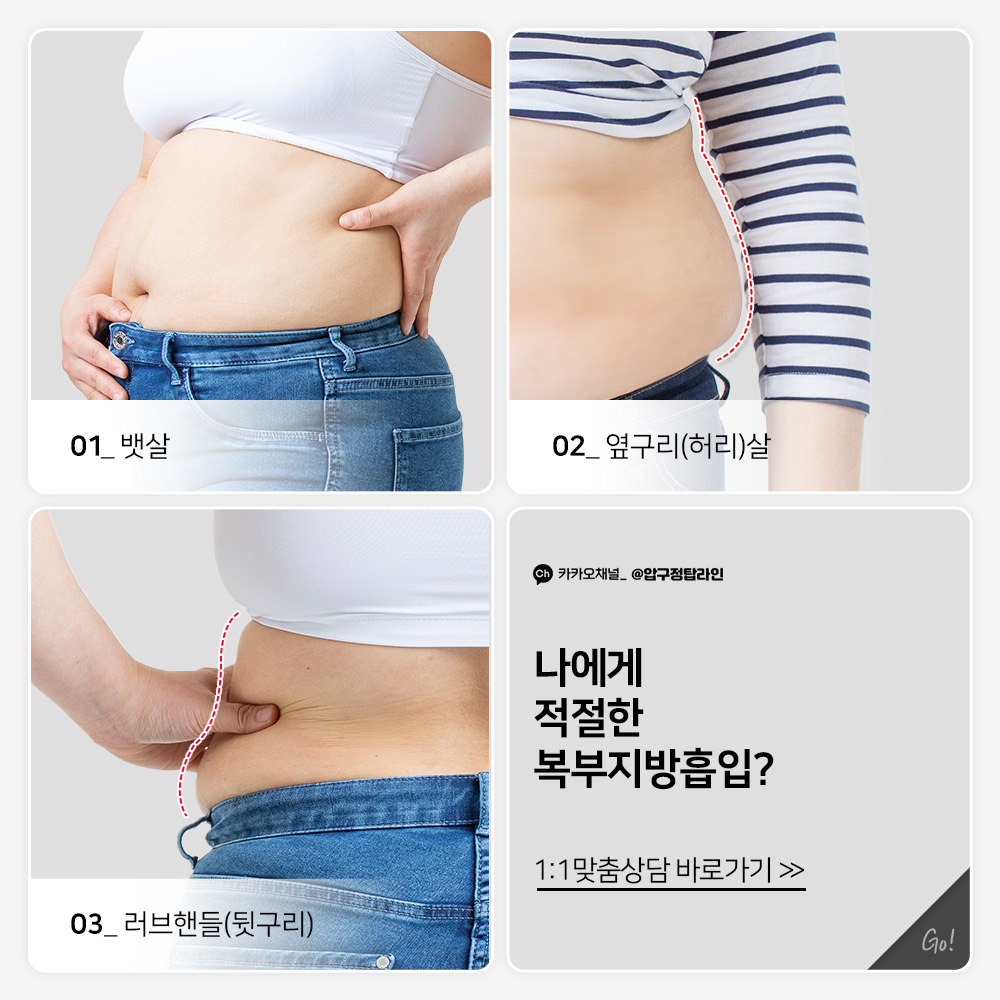 01_ 뱃살
02_ 옆구리(허리)살
03_ 러브핸들(뒷구리)
Ch 카카오채널_ @압구정탑라인
나에게
적절한
복부지방흡입?
1:1맞춤상담 바로가기 ≫
Go!